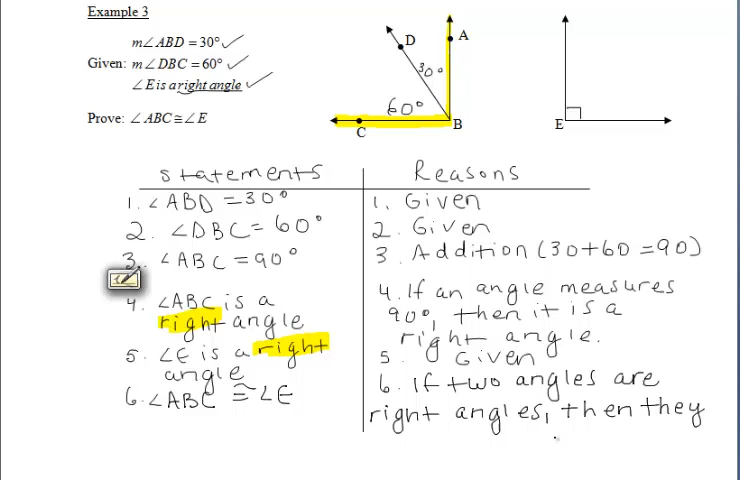 Example 3
m∠ABD = 30°
Given: m∠DBC = 60°
∠E is a right angle
Prove: ∠ABC ≅ ∠E
D
A
30°
60°
C
B
E
Statements
Reasons
1. ∠ABD = 30°
1. Given
2. ∠DBC = 60°
2. Given
3. ∠ABC = 90°
3. Addition (30+60=90)
4. ∠ABC is a
right angle
4. If an angle measures
90°, then it is a
right angle.
5. ∠E is a right
angle
5. Given
6. ∠ABC ≅ ∠E
6. If two angles are
right angles, then they